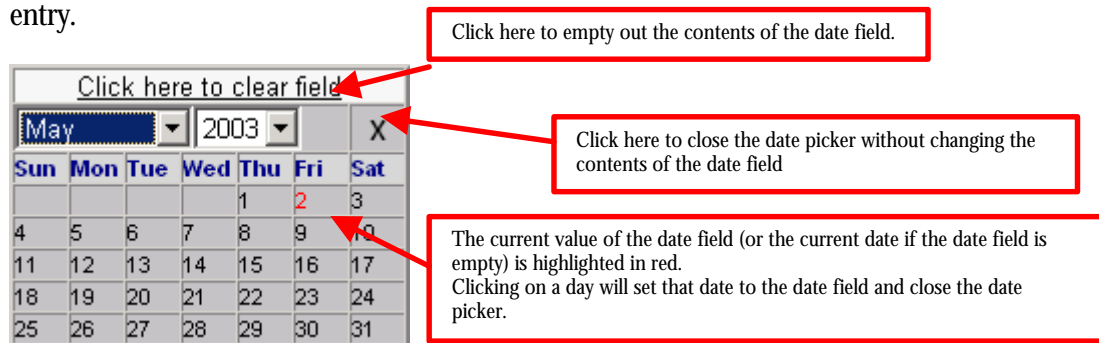 entry.
Click here to empty out the contents of the date field.
Click here to clear field
May 2003 X
Click here to close the date picker without changing the
contents of the date field
Sun Mon Tue Wed Thu Fri Sat
1 2 3
4 5 6 7 8 9 10
11 12 13 14 15 16 17
18 19 20 21 22 23 24
25 26 27 28 29 30 31
The current value of the date field (or the current date if the date field is
empty) is highlighted in red.
Clicking on a day will set that date to the date field and close the date
picker.